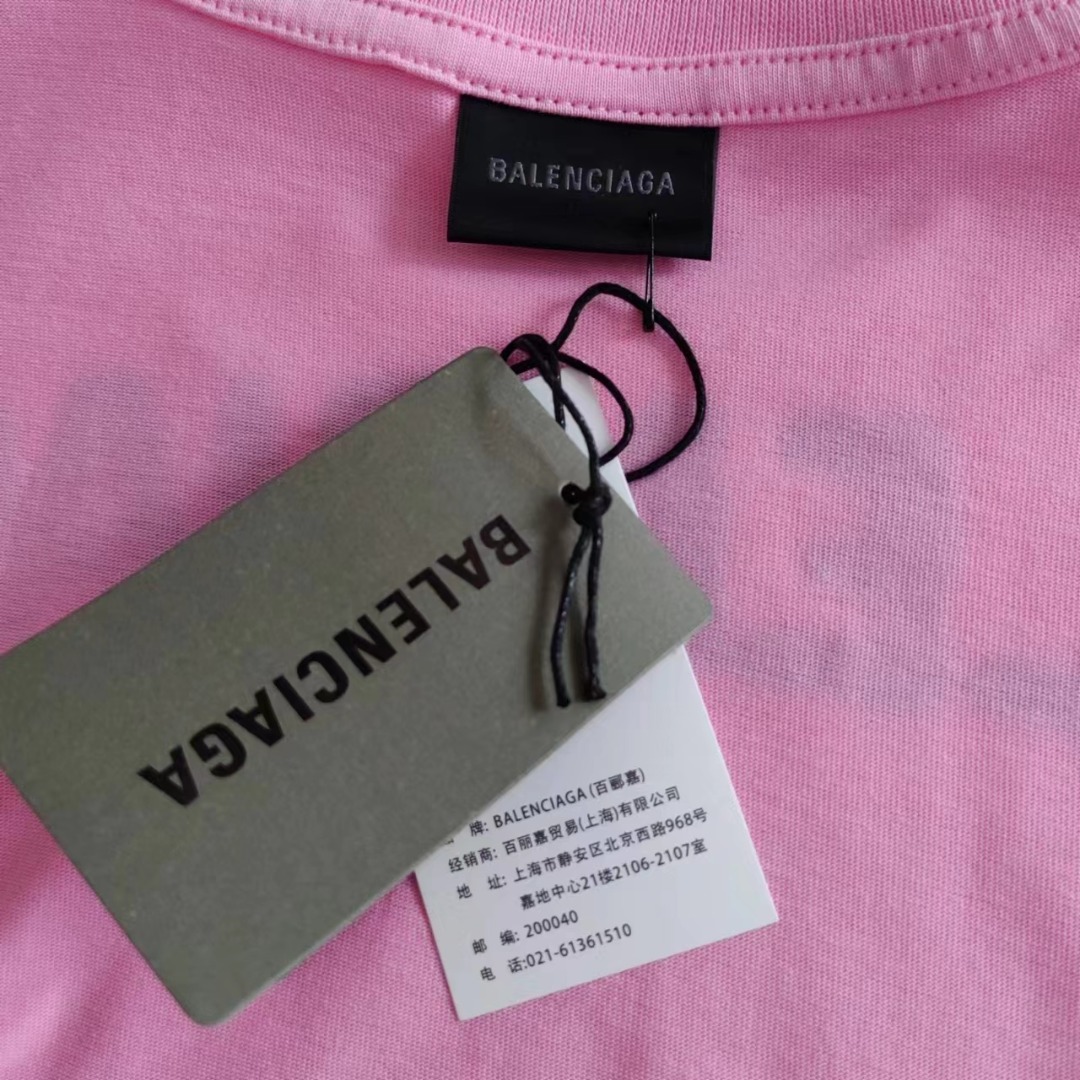 BALENCIAGA
BALENCIAGA
牌: BALENCIAGA (百郦嘉)
经销商: 百丽嘉贸易(上海)有限公司
地 址: 上海市静安区北京西路968号
嘉地中心21楼2106-2107室
邮 编: 200040
电 话:021-61361510